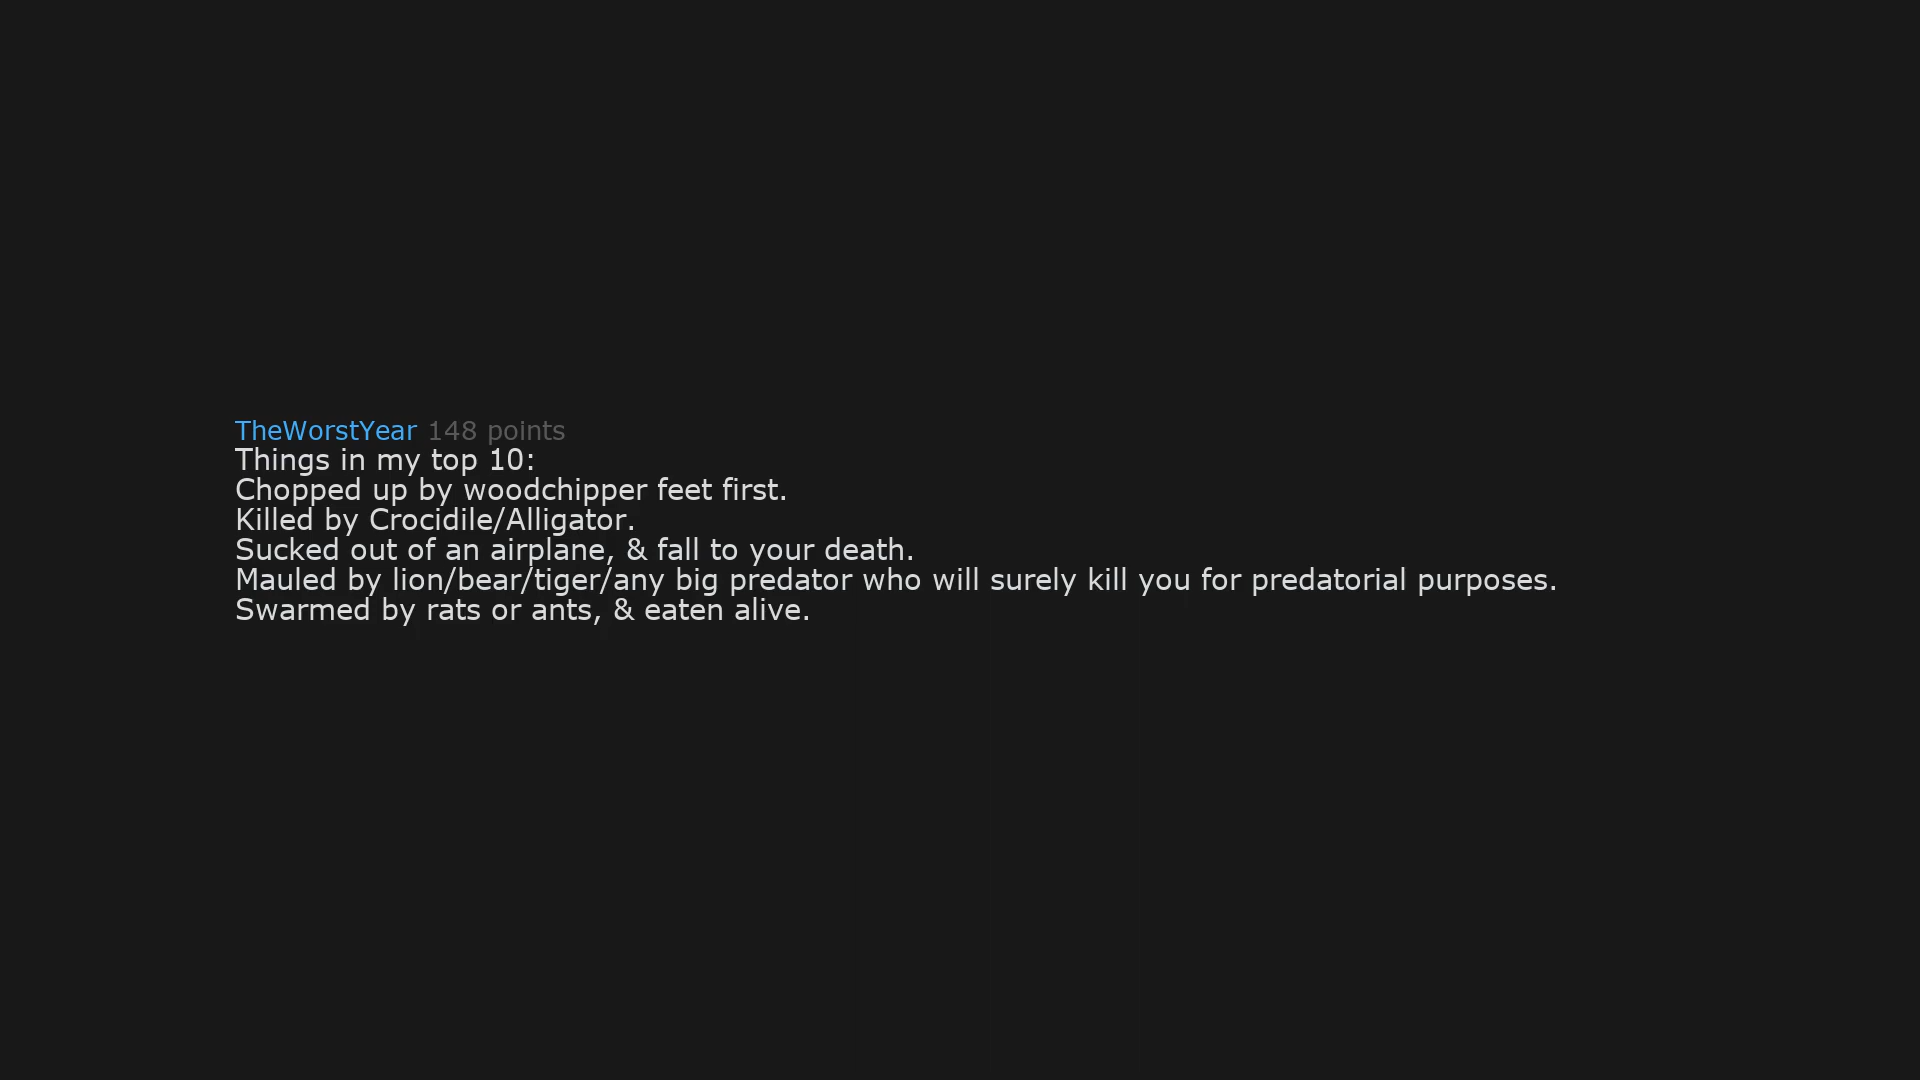 TheWorstYear 148 points
Things in my top 10:
Chopped up by woodchipper feet first.
Killed by Crocidile/Alligator.
Sucked out of an airplane, & fall to your death.
Mauled by lion/bear/tiger/any big predator who will surely kill you for predatorial purposes.
Swarmed by rats or ants, & eaten alive.